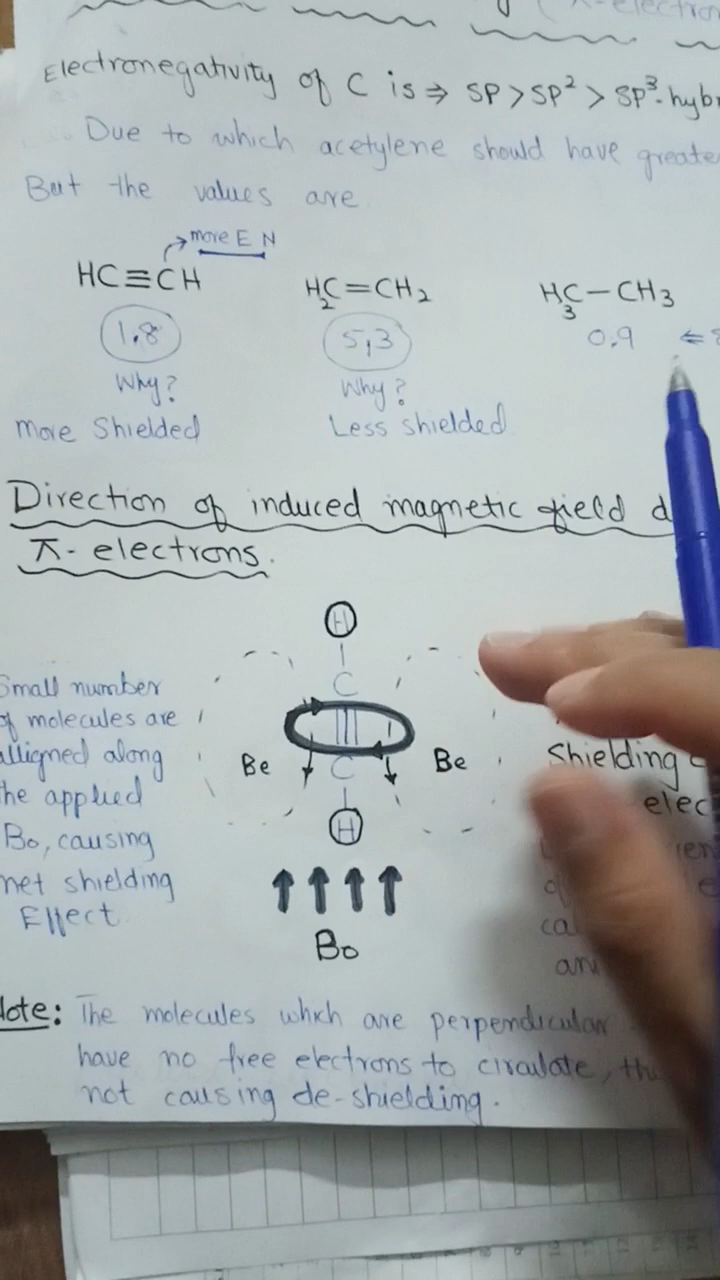 π-electron
Electronegativity of C is ⇒ SP > SP² > SP³-hybr
Due to which acetylene should have greate
But the values are
more E N
HC≡CH
H₂C=CH₂
H₃C-CH₃
1,8
5,3
0,9 ⇐
Why?
Why?
More Shielded
Less shielded
Direction of induced magnetic field d
π- electrons.
H
C
Small number
of molecules are
alligned along
the applied
Bo, causing
net shielding
Effect
Be
Be
C
H
Bo
Shielding
elec
ca
an
Note: The molecules which are perpendicular
have no free electrons to circulate, th
not causing de-shielding.